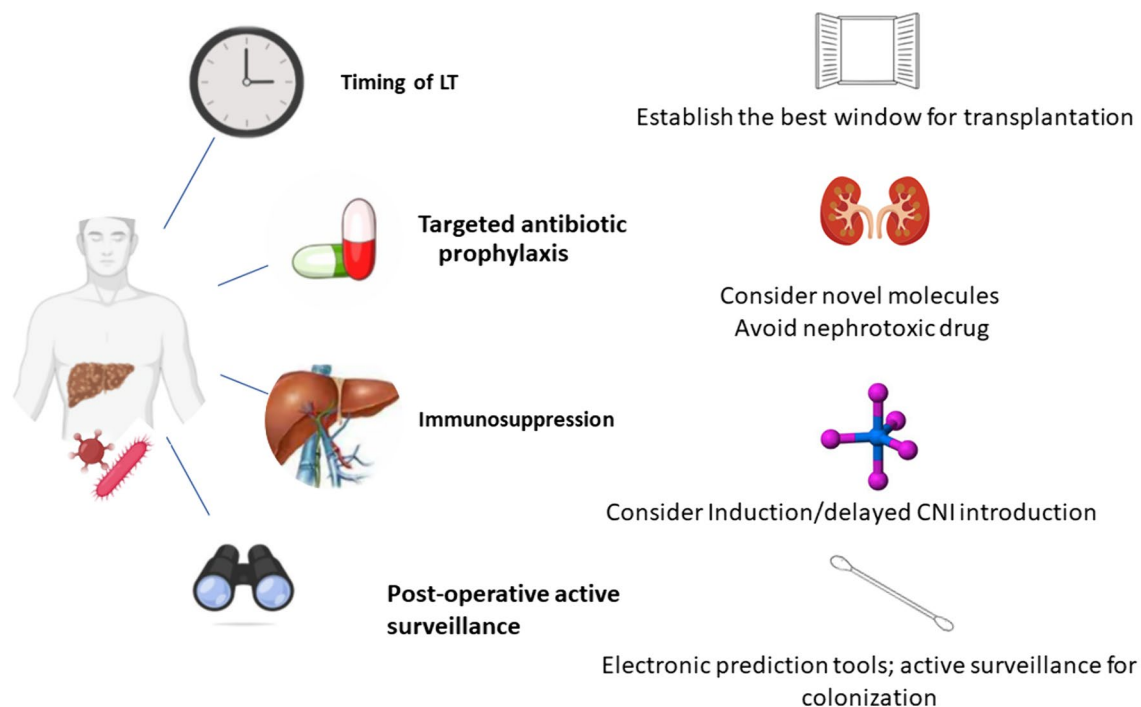 Timing of LT
Establish the best window for transplantation
Targeted antibiotic
prophylaxis
Consider novel molecules
Avoid nephrotoxic drug
Immunosuppression
Consider Induction/delayed CNI introduction
Post-operative active
surveillance
Electronic prediction tools; active surveillance for
colonization